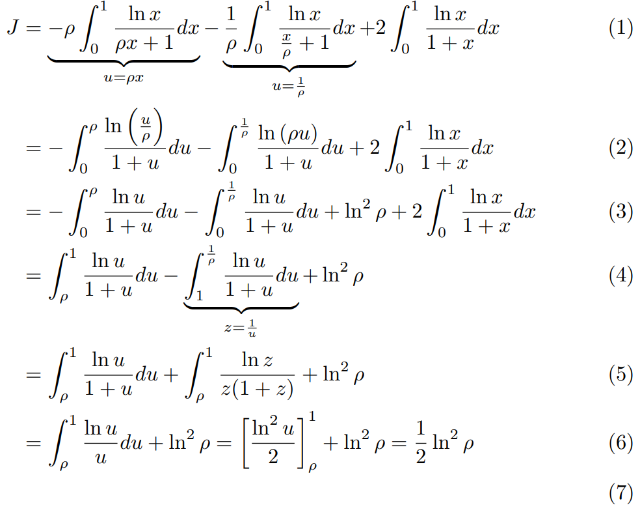 $J = \underbrace{-\rho \int_0^1 \frac{\ln x}{\rho x + 1} dx}_{u=\rho x} - \underbrace{\frac{1}{\rho} \int_0^1 \frac{\ln x}{\frac{x}{\rho} + 1} dx}_{u=\frac{1}{\rho}} + 2 \int_0^1 \frac{\ln x}{1+x} dx$ (1)
$= -\int_0^\rho \frac{\ln\left(\frac{u}{\rho}\right)}{1+u} du - \int_0^{\frac{1}{\rho}} \frac{\ln(\rho u)}{1+u} du + 2 \int_0^1 \frac{\ln x}{1+x} dx$ (2)
$= -\int_0^\rho \frac{\ln u}{1+u} du - \int_0^{\frac{1}{\rho}} \frac{\ln u}{1+u} du + \ln^2 \rho + 2 \int_0^1 \frac{\ln x}{1+x} dx$ (3)
$= \int_\rho^1 \frac{\ln u}{1+u} du - \underbrace{\int_1^{\frac{1}{\rho}} \frac{\ln u}{1+u} du}_{z=\frac{1}{u}} + \ln^2 \rho$ (4)
$= \int_\rho^1 \frac{\ln u}{1+u} du + \int_\rho^1 \frac{\ln z}{z(1+z)} + \ln^2 \rho$ (5)
$= \int_\rho^1 \frac{\ln u}{u} du + \ln^2 \rho = \left[\frac{\ln^2 u}{2}\right]_\rho^1 + \ln^2 \rho = \frac{1}{2} \ln^2 \rho$ (6)
(7)